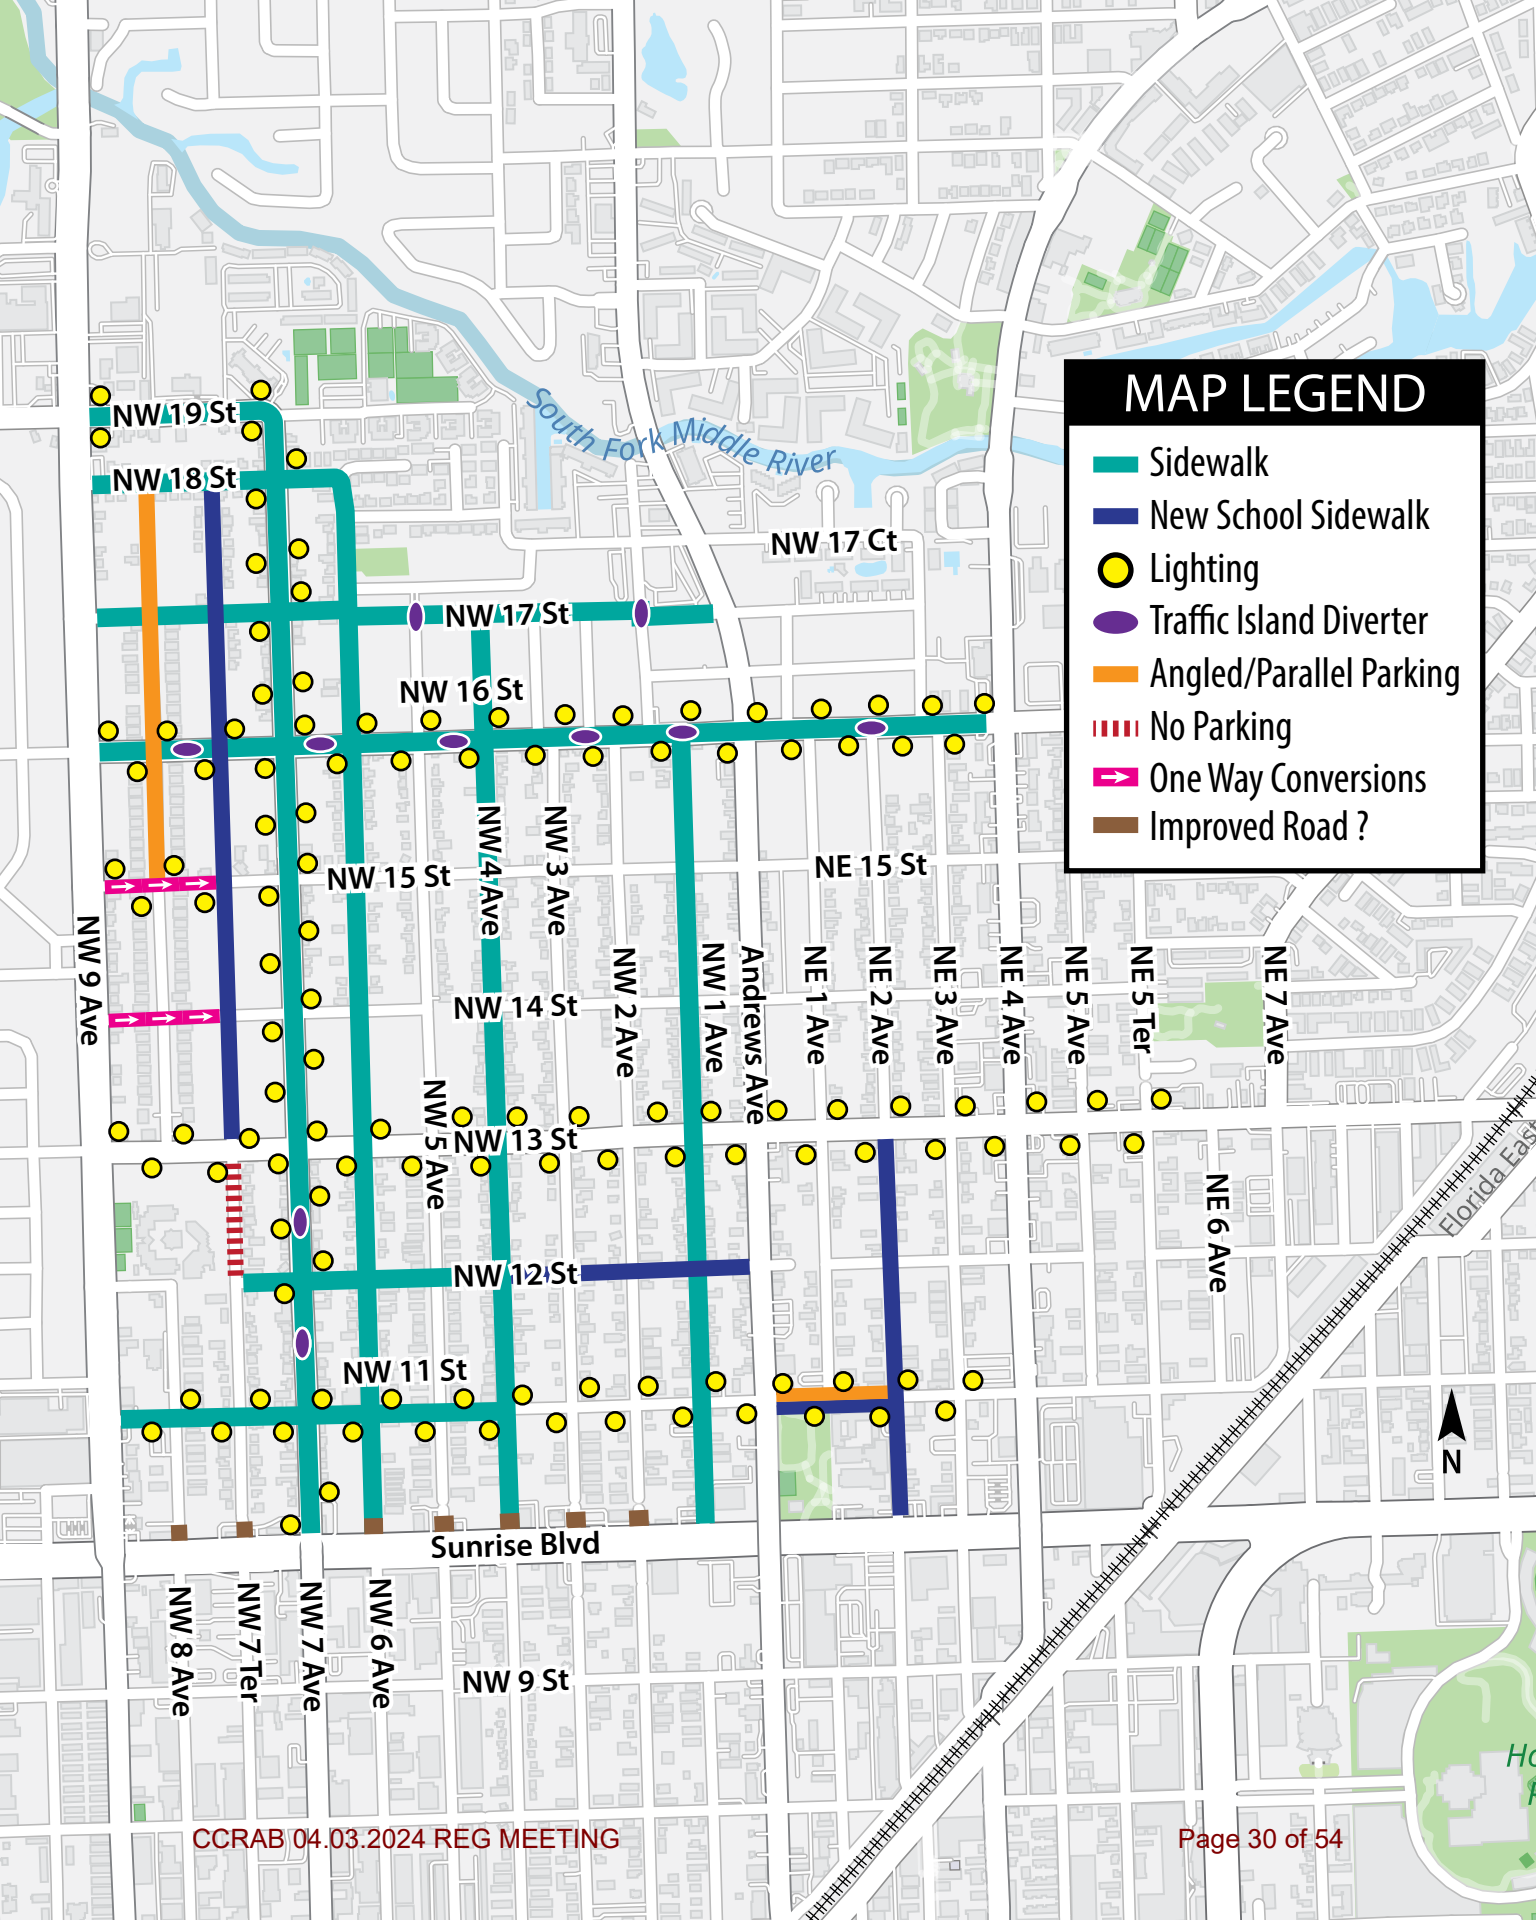 NW 19 St
NW 18 St
South Fork Middle River
NW 17 Ct
NW 17 St
NW 16 St
MAP LEGEND
Sidewalk
New School Sidewalk
Lighting
Traffic Island Diverter
Angled/Parallel Parking
No Parking
One Way Conversions
Improved Road ?
NW 4 Ave
NW 3 Ave
NW 15 St
NE 15 St
NW 9 Ave
NW 14 St
NW 2 Ave
NW 1 Ave
Andrews Ave
NE 1 Ave
NE 2 Ave
NE 3 Ave
NE 4 Ave
NE 5 Ave
NE 5 Ter
NE 7 Ave
NW 5 Ave
NW 13 St
NE 6 Ave
Florida East
NW 12 St
NW 11 St
N
Sunrise Blvd
NW 8 Ave
NW 7 Ter
NW 7 Ave
NW 6 Ave
NW 9 St
CCRAB 04.03.2024 REG MEETING
Page 30 of 54